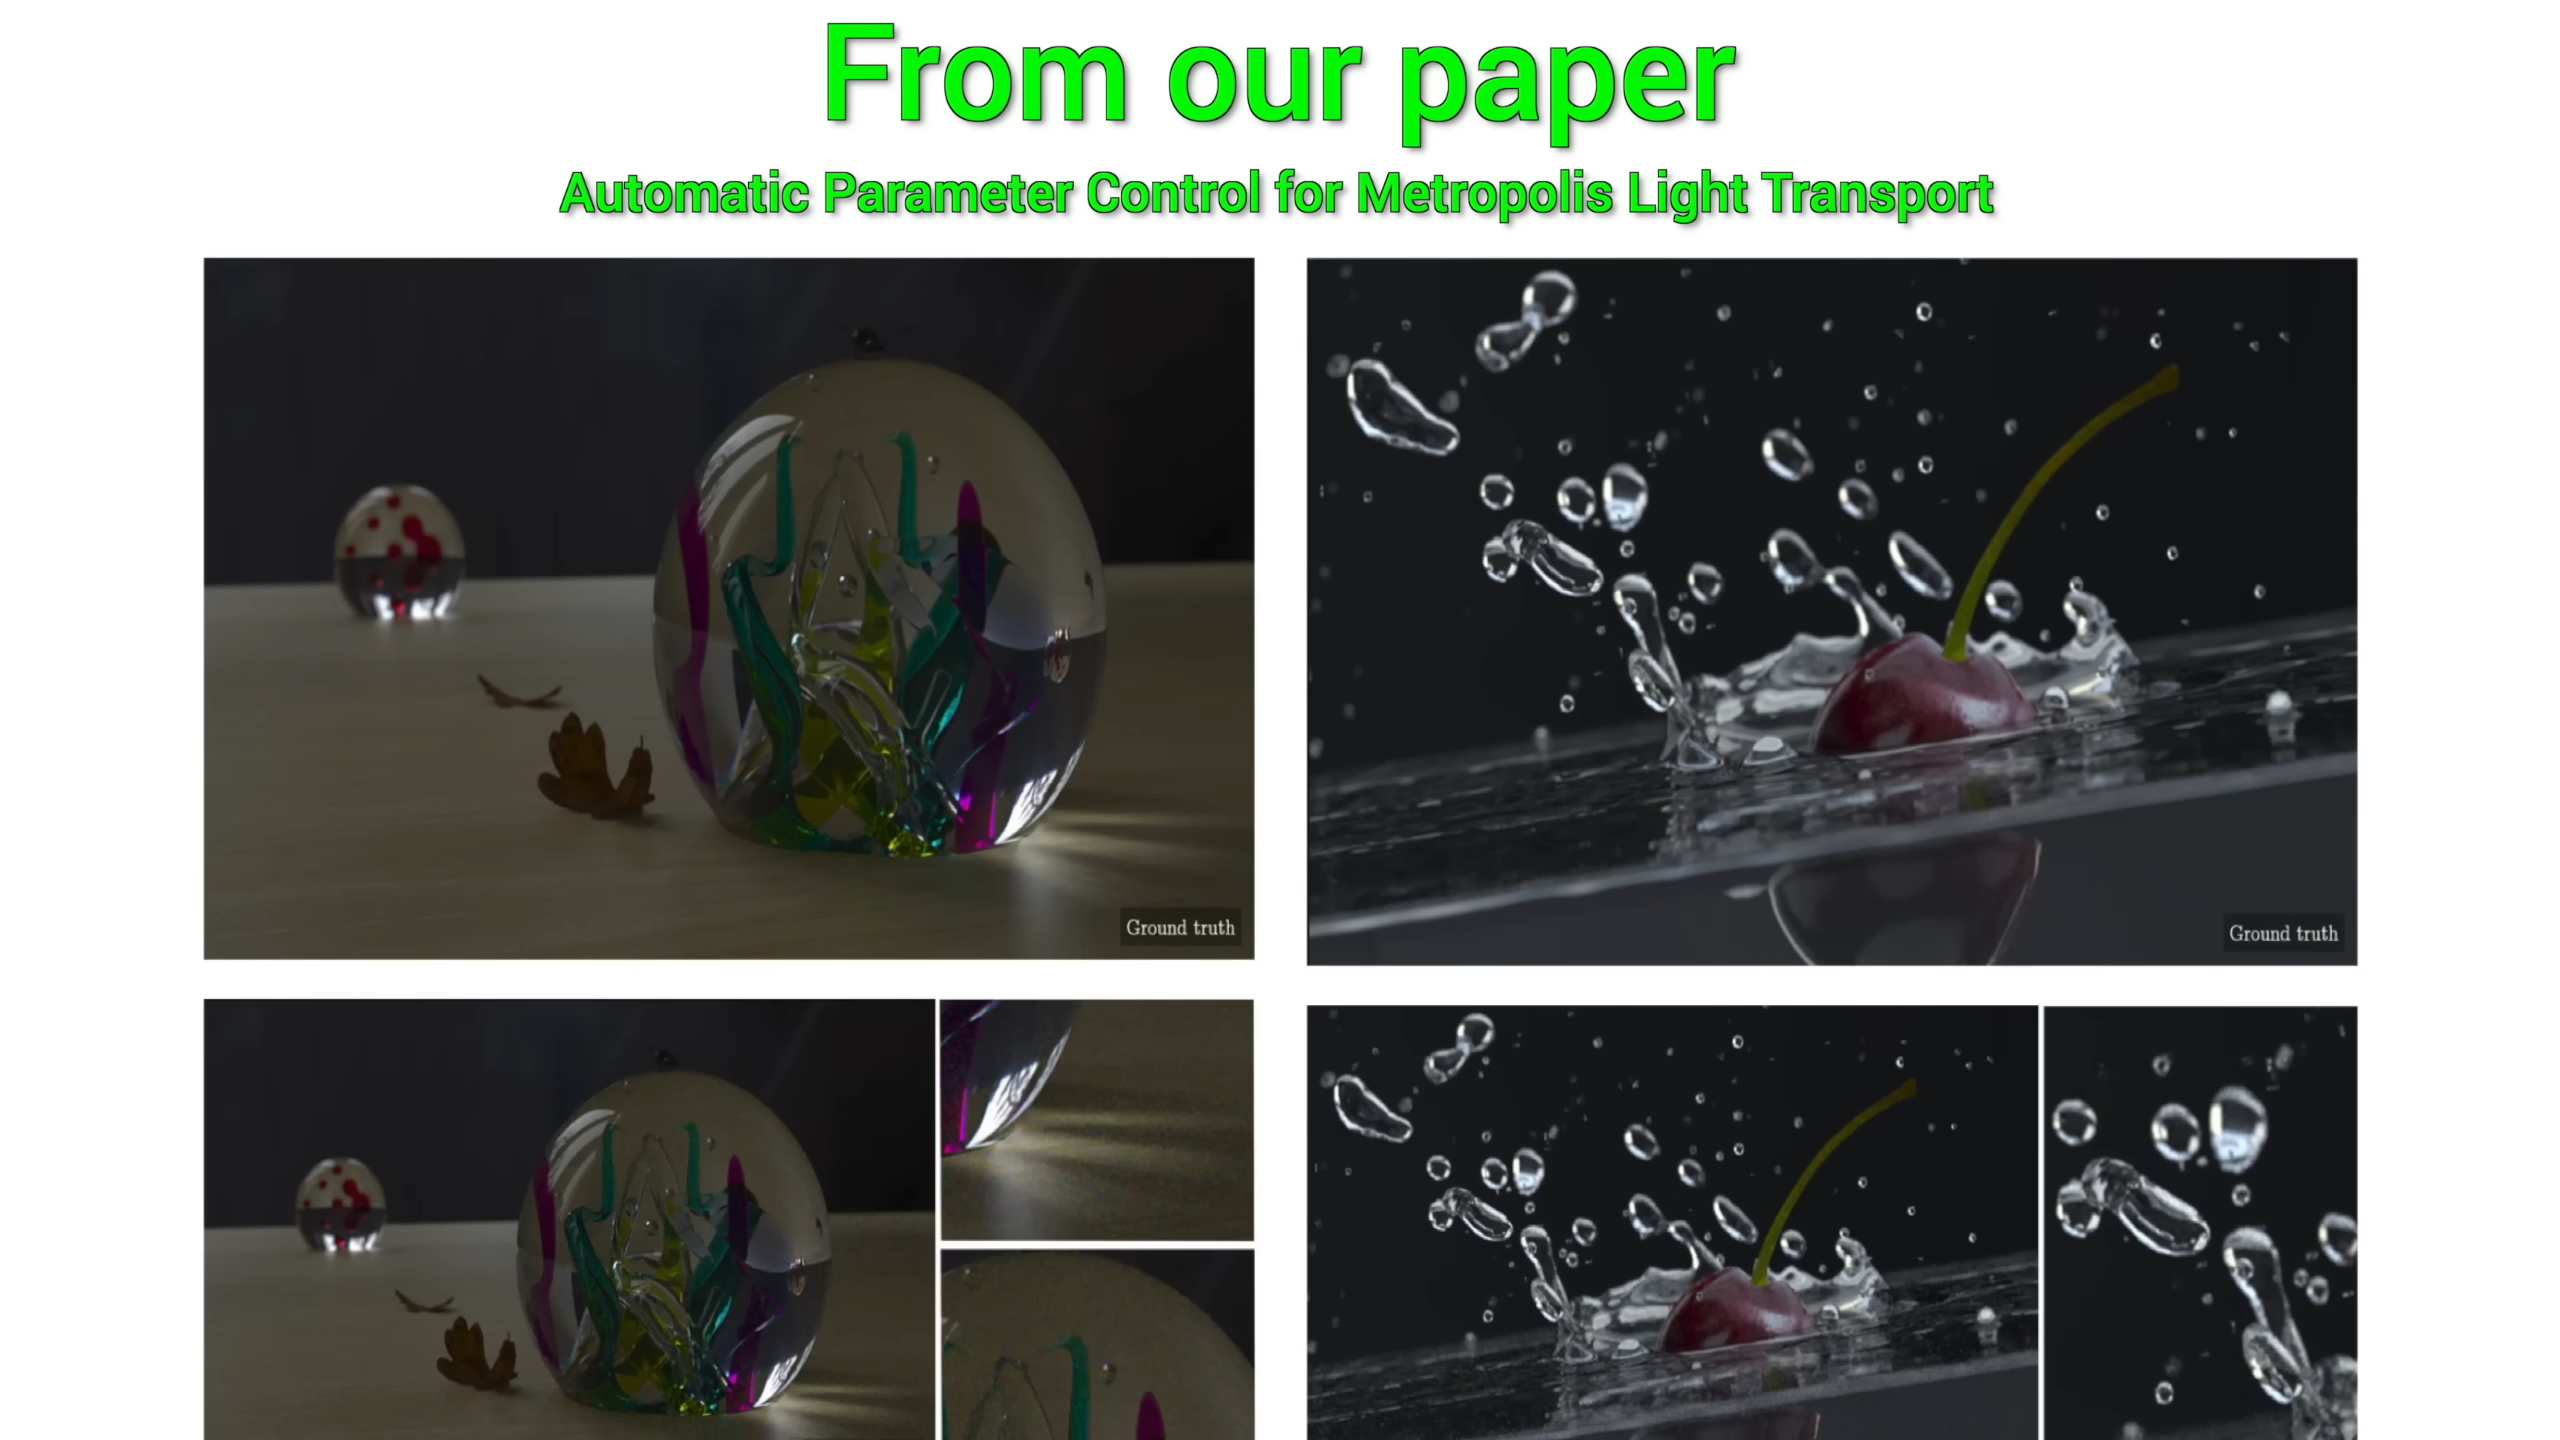 From our paper
Automatic Parameter Control for Metropolis Light Transport
Ground truth
Ground truth